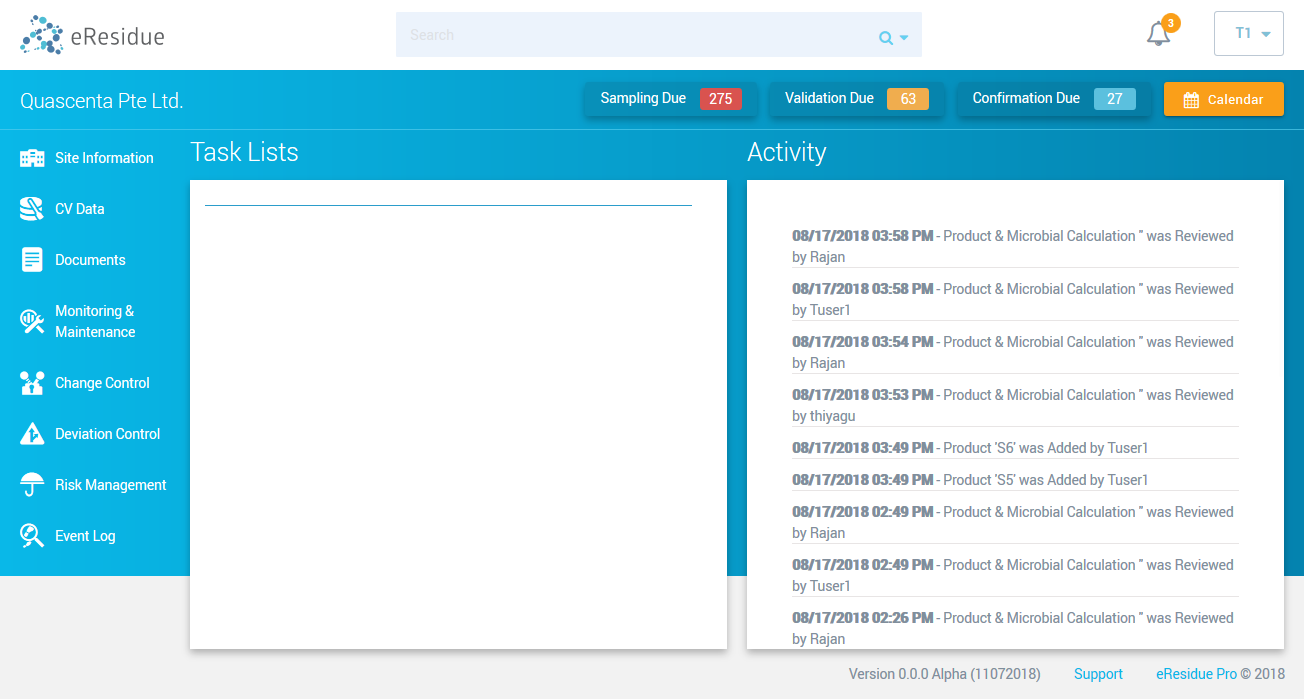 eResidue
Search
3
T1
Quascenta Pte Ltd.
Sampling Due 275
Validation Due 63
Confirmation Due 27
Calendar
Site Information
CV Data
Documents
Monitoring &
Maintenance
Change Control
Deviation Control
Risk Management
Event Log
Task Lists
Activity
08/17/2018 03:58 PM - Product & Microbial Calculation '' was Reviewed
by Rajan
08/17/2018 03:58 PM - Product & Microbial Calculation '' was Reviewed
by Tuser1
08/17/2018 03:54 PM - Product & Microbial Calculation '' was Reviewed
by Rajan
08/17/2018 03:53 PM - Product & Microbial Calculation '' was Reviewed
by thiyagu
08/17/2018 03:49 PM - Product 'S6' was Added by Tuser1
08/17/2018 03:49 PM - Product 'S5' was Added by Tuser1
08/17/2018 02:49 PM - Product & Microbial Calculation '' was Reviewed
by Rajan
08/17/2018 02:49 PM - Product & Microbial Calculation '' was Reviewed
by Tuser1
08/17/2018 02:26 PM - Product & Microbial Calculation '' was Reviewed
by Rajan
Version 0.0.0 Alpha (11072018)
Support
eResidue Pro © 2018